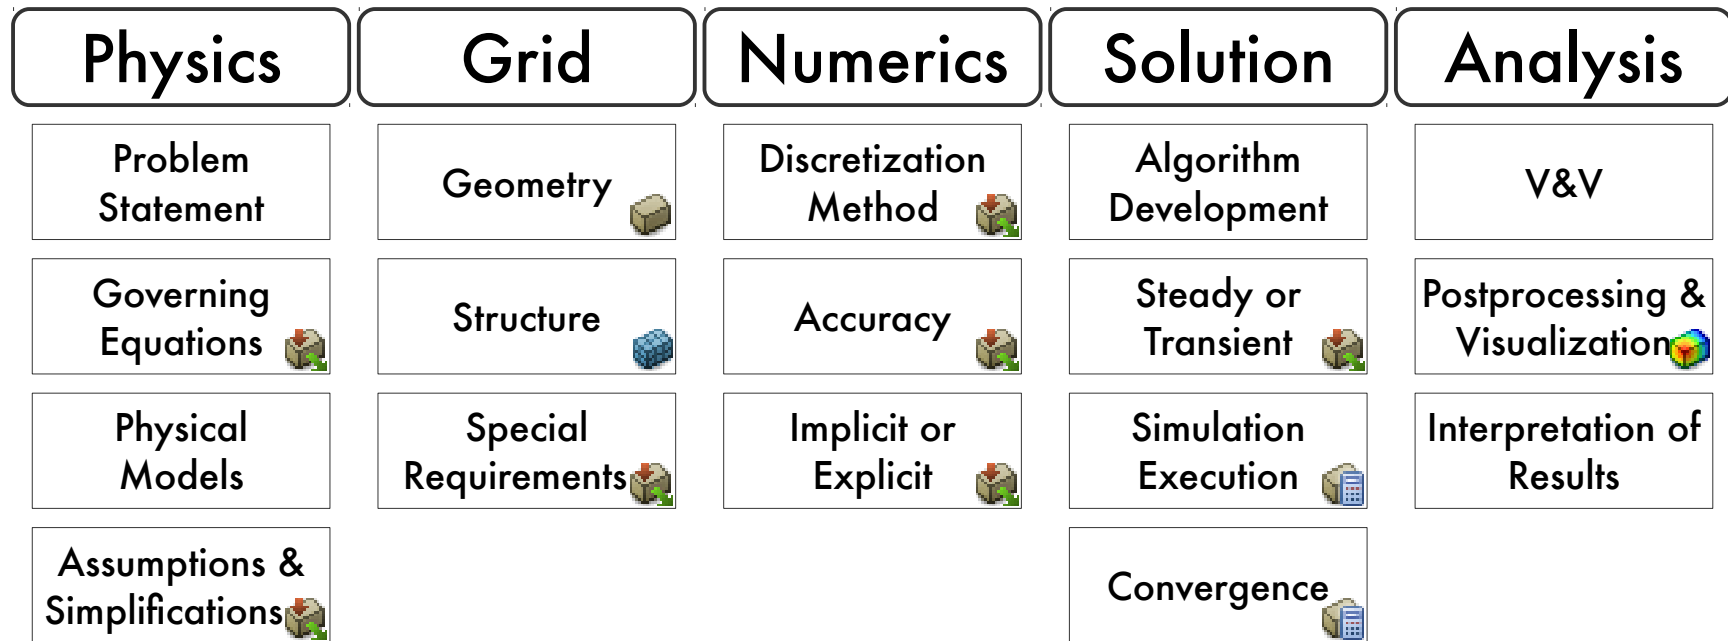 Physics
Grid
Numerics
Solution
Analysis
Problem
Statement
Geometry
Discretization
Method
Algorithm
Development
V&V
Governing
Equations
Structure
Accuracy
Steady or
Transient
Postprocessing &
Visualization
Physical
Models
Special
Requirements
Implicit or
Explicit
Simulation
Execution
Interpretation of
Results
Assumptions &
Simplifications
Convergence